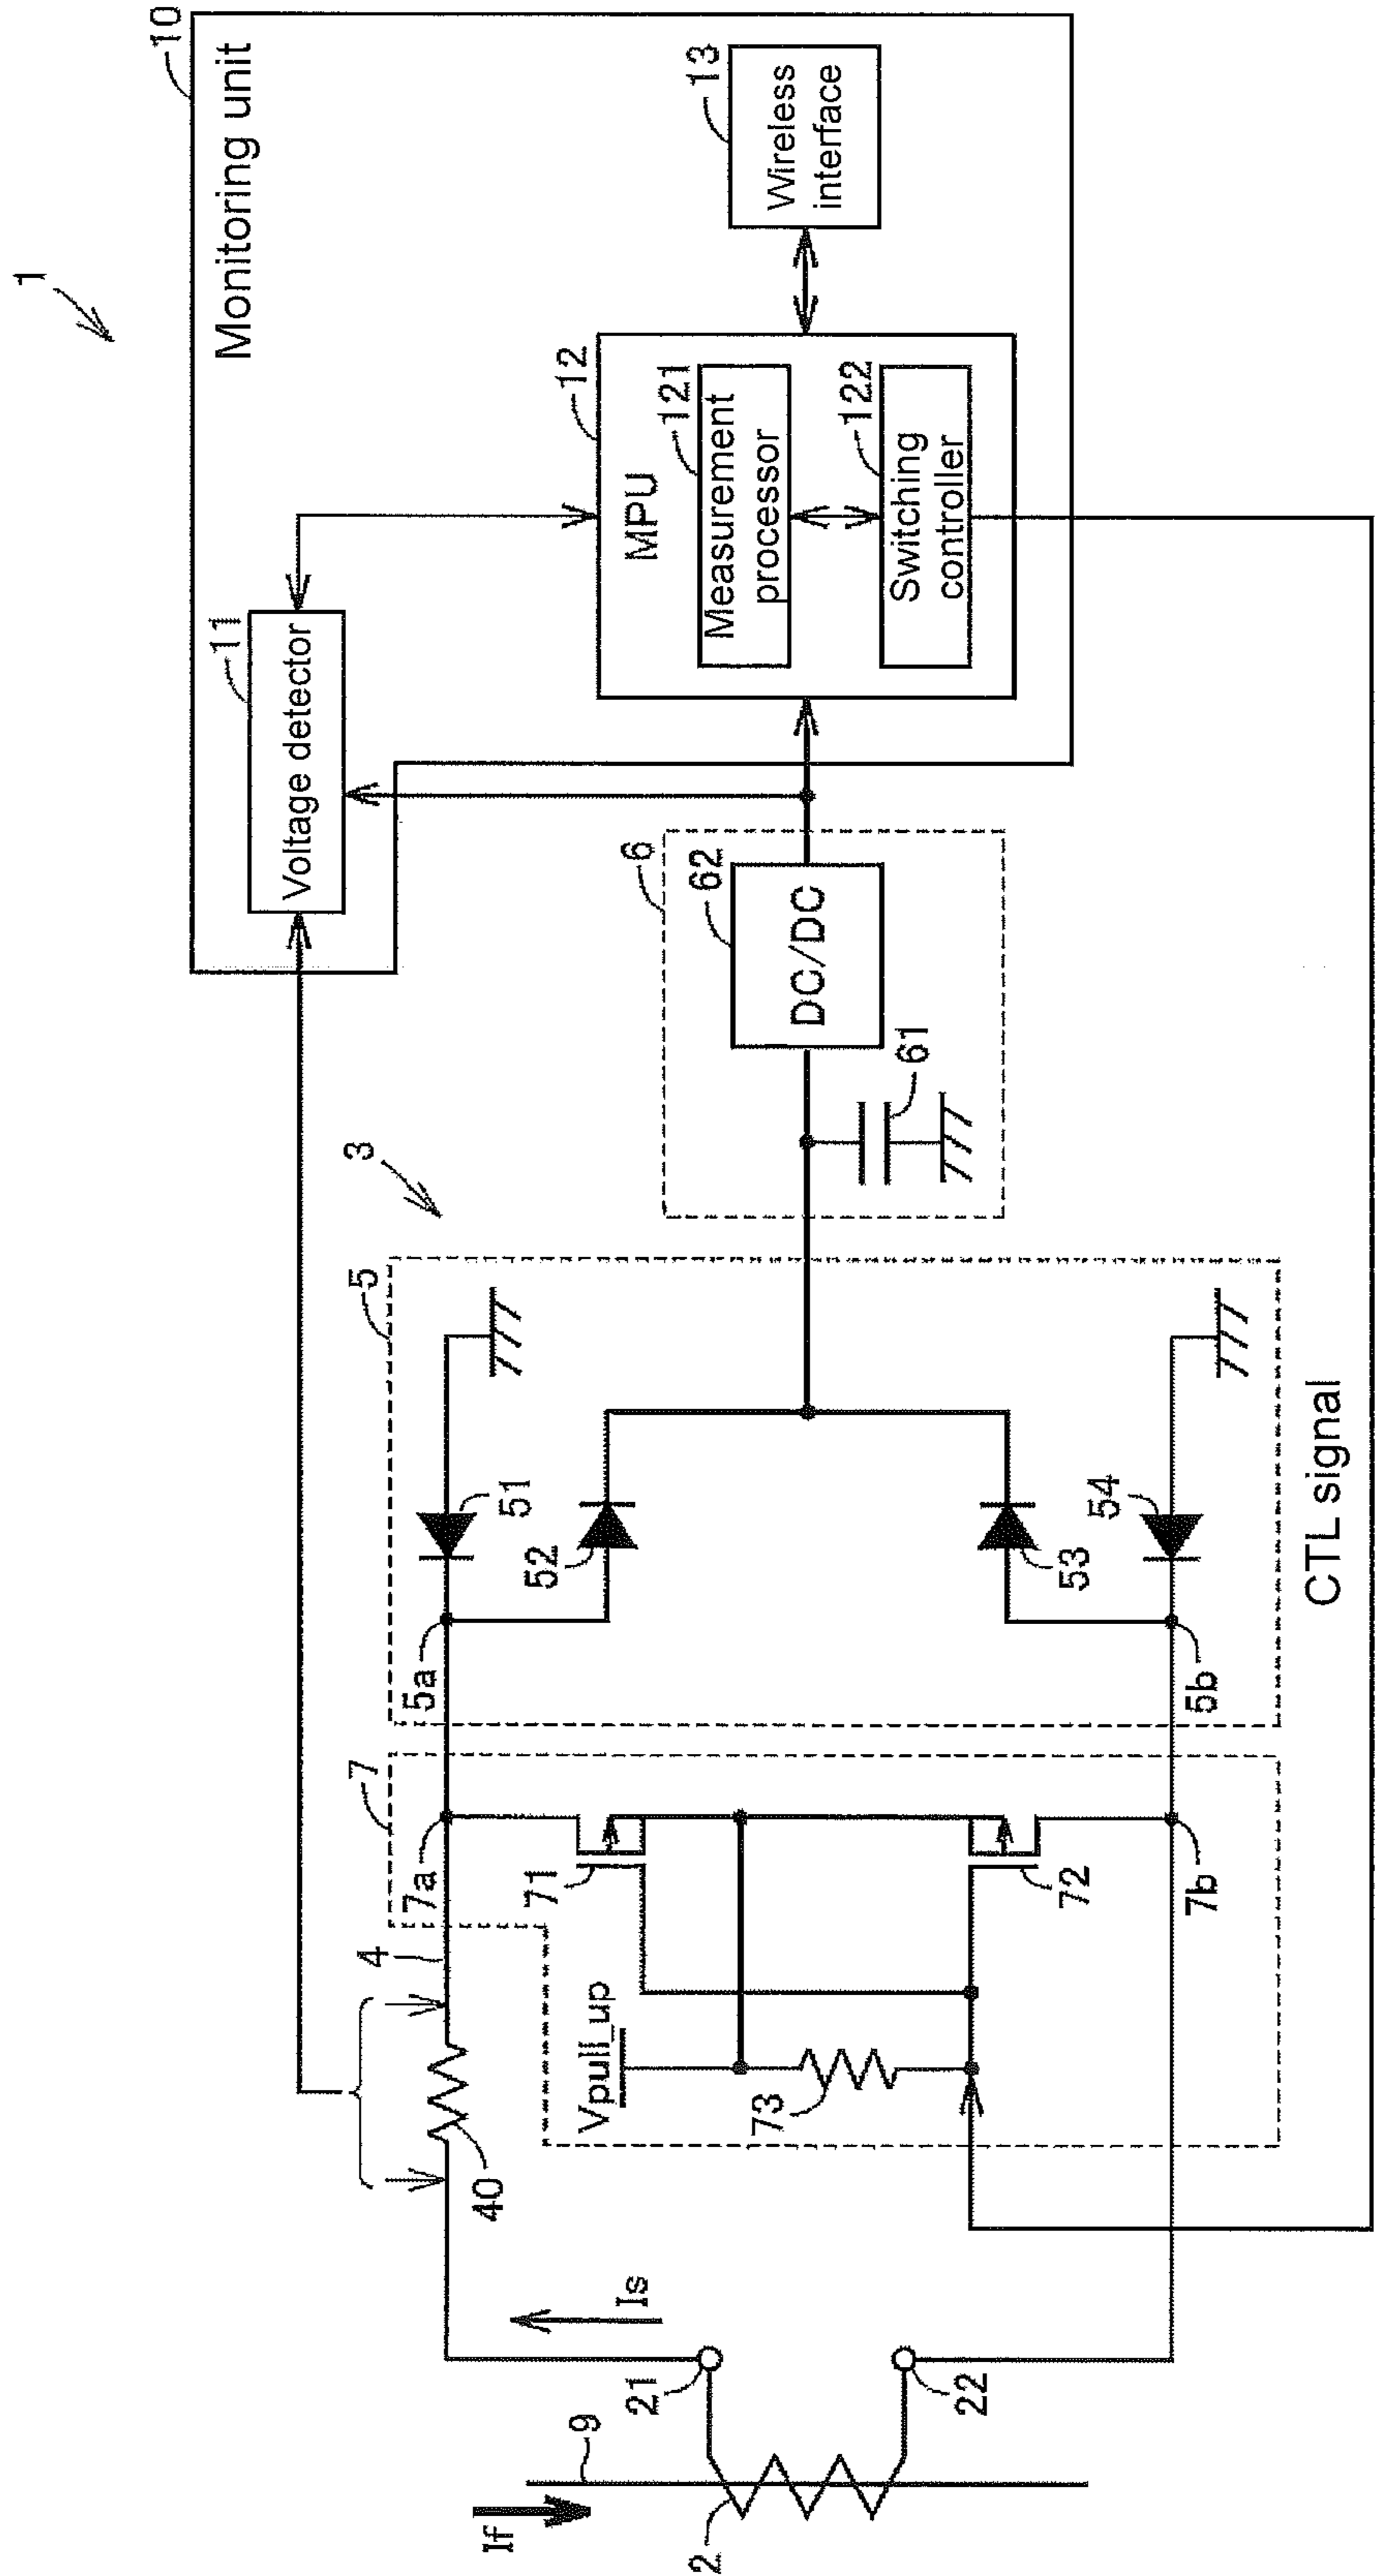 1
10
Monitoring unit
11
Voltage detector
12
MPU
121
Measurement
processor
122
Switching
controller
13
Wireless
interface
6
62
DC/DC
61
3
5
51
52
53
54
5a
5b
7
7a
7b
71
72
73
Vpull_up
4
40
Is
21
22
9
If
2
CTL signal